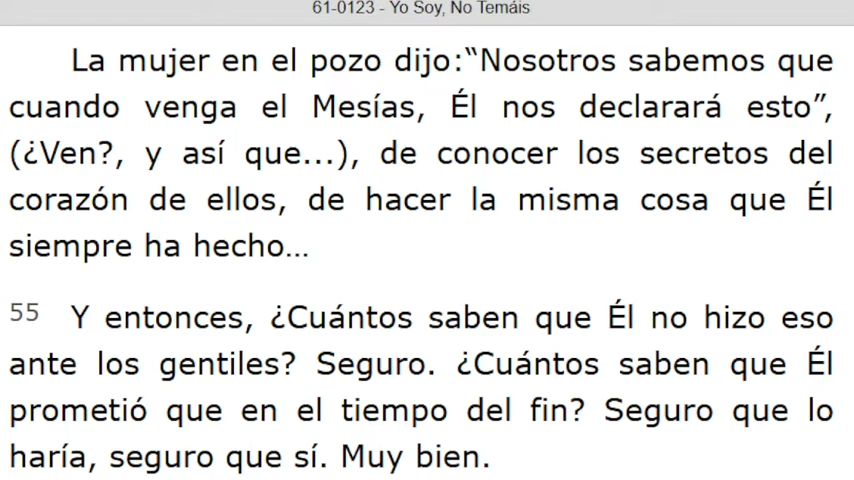 61-0123 - Yo Soy, No Temáis
La mujer en el pozo dijo:“Nosotros sabemos que
cuando venga el Mesías, Él nos declarará esto”,
(¿Ven?, y así que...), de conocer los secretos del
corazón de ellos, de hacer la misma cosa que Él
siempre ha hecho…
55 Y entonces, ¿Cuántos saben que Él no hizo eso
ante los gentiles? Seguro. ¿Cuántos saben que Él
prometió que en el tiempo del fin? Seguro que lo
haría, seguro que sí. Muy bien.